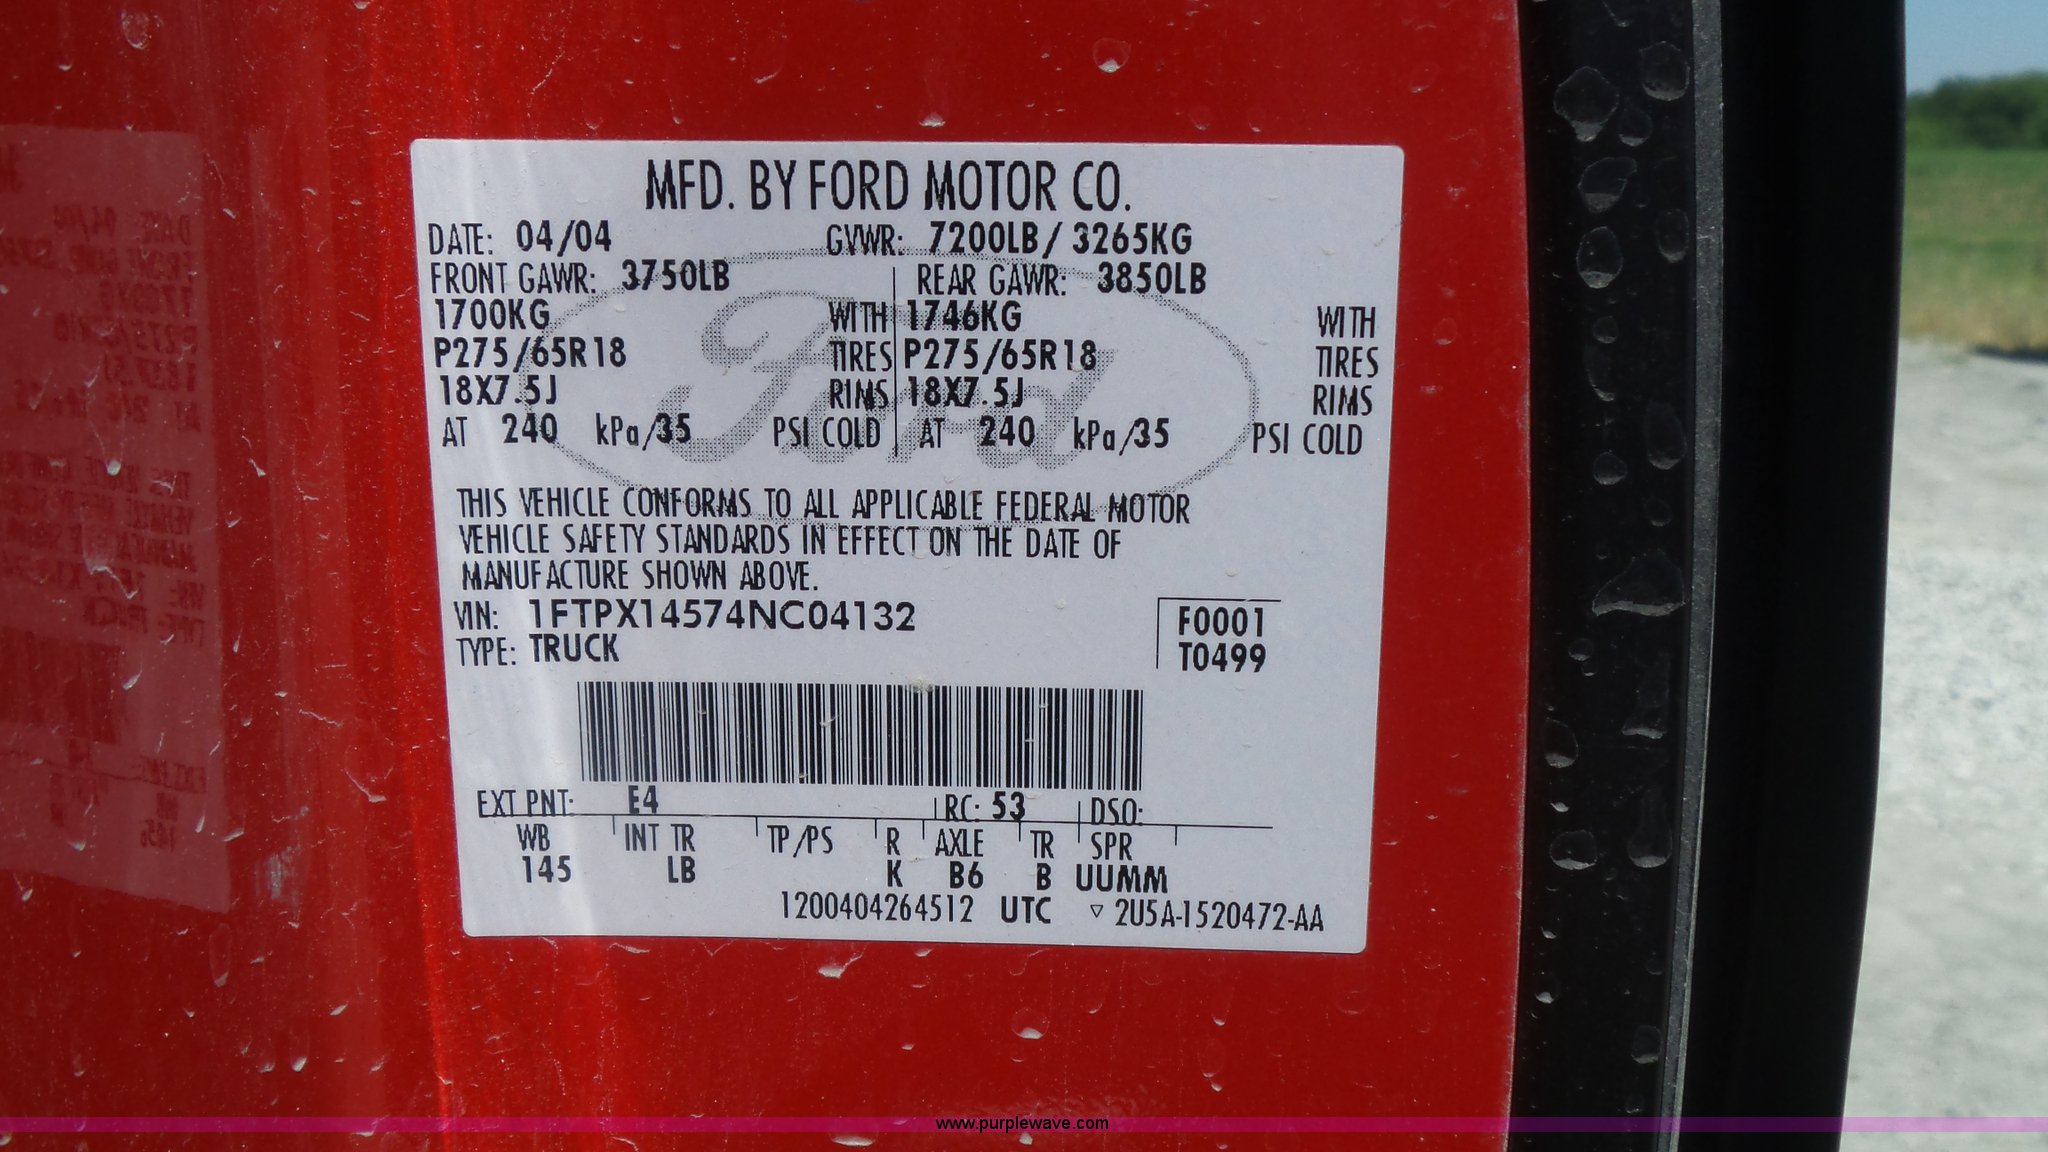 MFD. BY FORD MOTOR CO.
DATE: 04/04 GVWR: 7200LB/ 3265KG
FRONT GAWR: 3750LB REAR GAWR: 3850LB
1700KG WITH 1746KG WITH
P275/65R18 TIRES P275/65R18 TIRES
18X7.5J RIMS 18X7.5J RIMS
AT 240 kPa/35 PSI COLD AT 240 kPa/35 PSI COLD
Ford
THIS VEHICLE CONFORMS TO ALL APPLICABLE FEDERAL MOTOR
VEHICLE SAFETY STANDARDS IN EFFECT ON THE DATE OF
MANUFACTURE SHOWN ABOVE.
VIN: 1FTPX14574NC04132 F0001
TYPE: TRUCK T0499
EXT PNT: E4 RC: 53 DSO:
WB INT TR TP/PS R AXLE TR SPR
145 LB K B6 B UUMM
1200404264512 UTC ▽ 2U5A-1520472-AA
www.purplewave.com